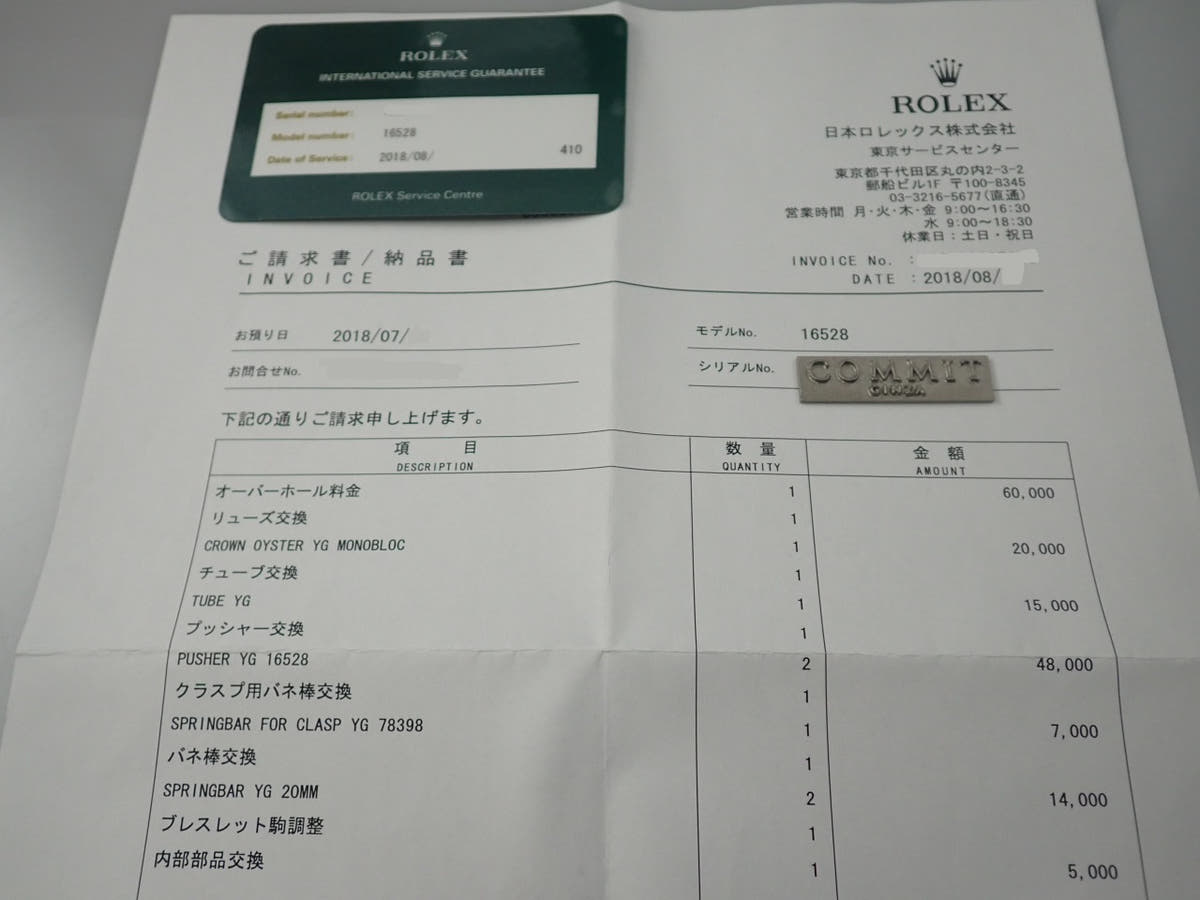 ROLEX
INTERNATIONAL SERVICE GUARANTEE
Serial number:
Model number: 16528
Date of Service: 2018/08/ 410
ROLEX Service Centre
ROLEX
日本ロレックス株式会社
東京サービスセンター
東京都千代田区丸の内2-3-2
郵船ビル1F 〒100-8345
03-3216-5677(直通)
営業時間 月・火・木・金 9:00〜16:30
水 9:00〜18:30
休業日:土日・祝日
ご請求書/納品書
INVOICE
INVOICE No. :
DATE : 2018/08/
お預り日 2018/07/
モデルNo. 16528
お問合せNo.
シリアルNo.
COMMIT
GINZA
下記の通りご請求申し上げます。
項 目 数 量 金 額
DESCRIPTION QUANTITY AMOUNT
オーバーホール料金 1 60,000
リューズ交換 1
CROWN OYSTER YG MONOBLOC 1 20,000
チューブ交換 1
TUBE YG 1 15,000
プッシャー交換 1
PUSHER YG 16528 2 48,000
クラスプ用バネ棒交換 1
SPRINGBAR FOR CLASP YG 78398 1 7,000
バネ棒交換 1
SPRINGBAR YG 20MM 2 14,000
ブレスレット駒調整 1
内部部品交換 1 5,000